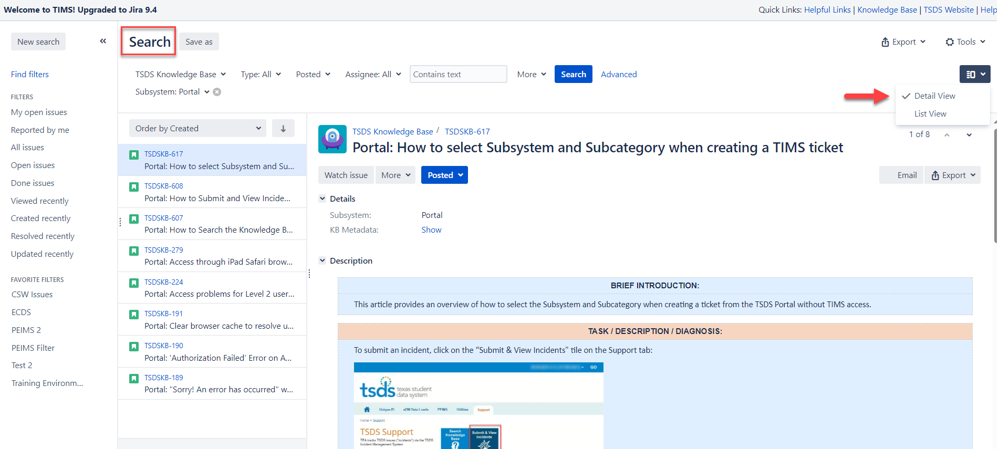 Welcome to TIMS! Upgraded to Jira 9.4
Quick Links: Helpful Links | Knowledge Base | TSDS Website | Help
New search
Search
Save as
Export
Tools
Find filters
TSDS Knowledge Base
Type: All
Posted
Assignee: All
Contains text
More
Search
Advanced
Subsystem: Portal
Detail View
List View
FILTERS
My open issues
Reported by me
All issues
Open issues
Done issues
Viewed recently
Created recently
Resolved recently
Updated recently
FAVORITE FILTERS
CSW Issues
ECDS
PEIMS 2
PEIMS Filter
Test 2
Training Environm...
Order by Created
TSDSKB-617
Portal: How to select Subsystem and Su...
TSDSKB-608
Portal: How to Submit and View Incide...
TSDSKB-607
Portal: How to Search the Knowledge B...
TSDSKB-279
Portal: Access through iPad Safari brow...
TSDSKB-224
Portal: Access problems for Level 2 user...
TSDSKB-191
Portal: Clear browser cache to resolve u...
TSDSKB-190
Portal: 'Authorization Failed' Error on A...
TSDSKB-189
Portal: "Sorry! An error has occurred" w...
TSDS Knowledge Base / TSDSKB-617
1 of 8
Portal: How to select Subsystem and Subcategory when creating a TIMS ticket
Watch issue
More
Posted
Email
Export
Details
Subsystem: Portal
KB Metadata: Show
Description
BRIEF INTRODUCTION:
This article provides an overview of how to select the Subsystem and Subcategory when creating a ticket from the TSDS Portal without TIMS access.
TASK / DESCRIPTION / DIAGNOSIS:
To submit an incident, click on the “Submit & View Incidents" tile on the Support tab:
GO
tsds texas student
data system
Unique ID
eDM Data Loads
PEIMS
Utilities
Support
Home > Support
TSDS Support
TEA tracks TSDS issues ("incidents") via the TSDS
Incident Management System.
Search
Knowledge
Base
Submit & View
Incidents